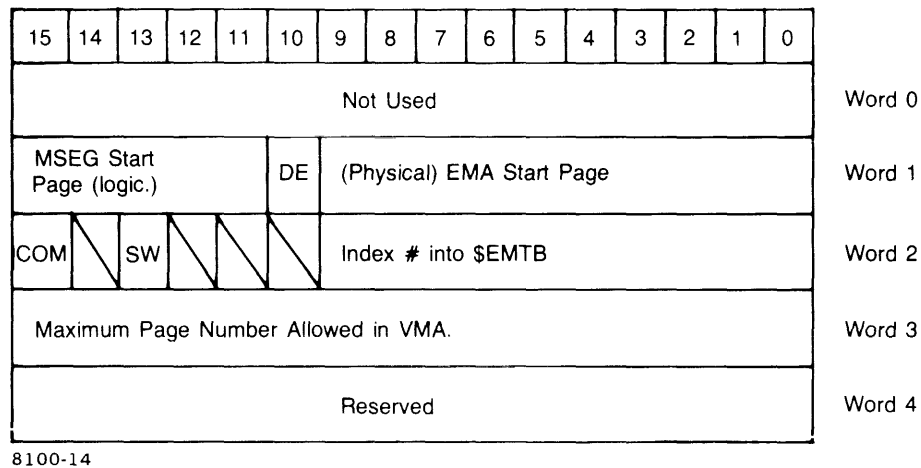 15 14 13 12 11 10 9 8 7 6 5 4 3 2 1 0
Not Used Word 0
MSEG Start
Page (logic.) DE (Physical) EMA Start Page Word 1
COM SW Index # into $EMTB Word 2
Maximum Page Number Allowed in VMA. Word 3
Reserved Word 4
8100-14